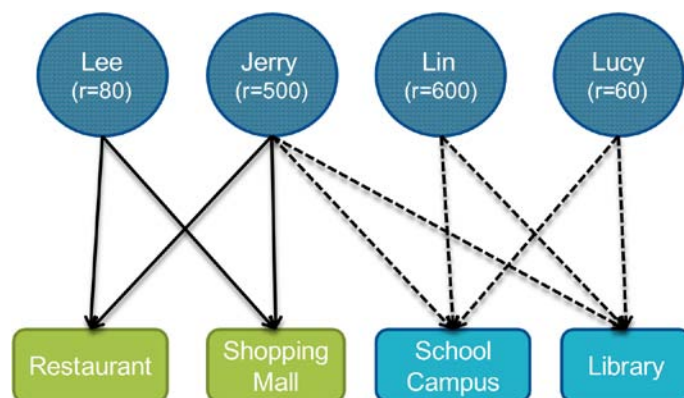 Lee
(r=80)
Jerry
(r=500)
Lin
(r=600)
Lucy
(r=60)
Restaurant
Shopping
Mall
School
Campus
Library